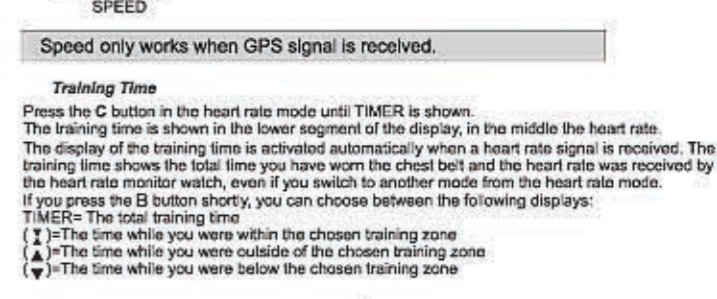 SPEED
Speed only works when GPS signal is received.
Training Time
Press the C button in the heart rate mode until TIMER is shown.
The training time is shown in the lower segment of the display, in the middle the heart rate.
The display of the training time is activated automatically when a heart rate signal is received. The
training time shows the total time you have worn the chest belt and the heart rate was received by
the heart rate monitor watch, even if you switch to another mode from the heart rate mode.
If you press the B button shortly, you can choose between the following displays:
TIMER= The total training time
( )=The time while you were within the chosen training zone
(▲)=The time while you were outside of the chosen training zone
(▼)=The time while you were below the chosen training zone